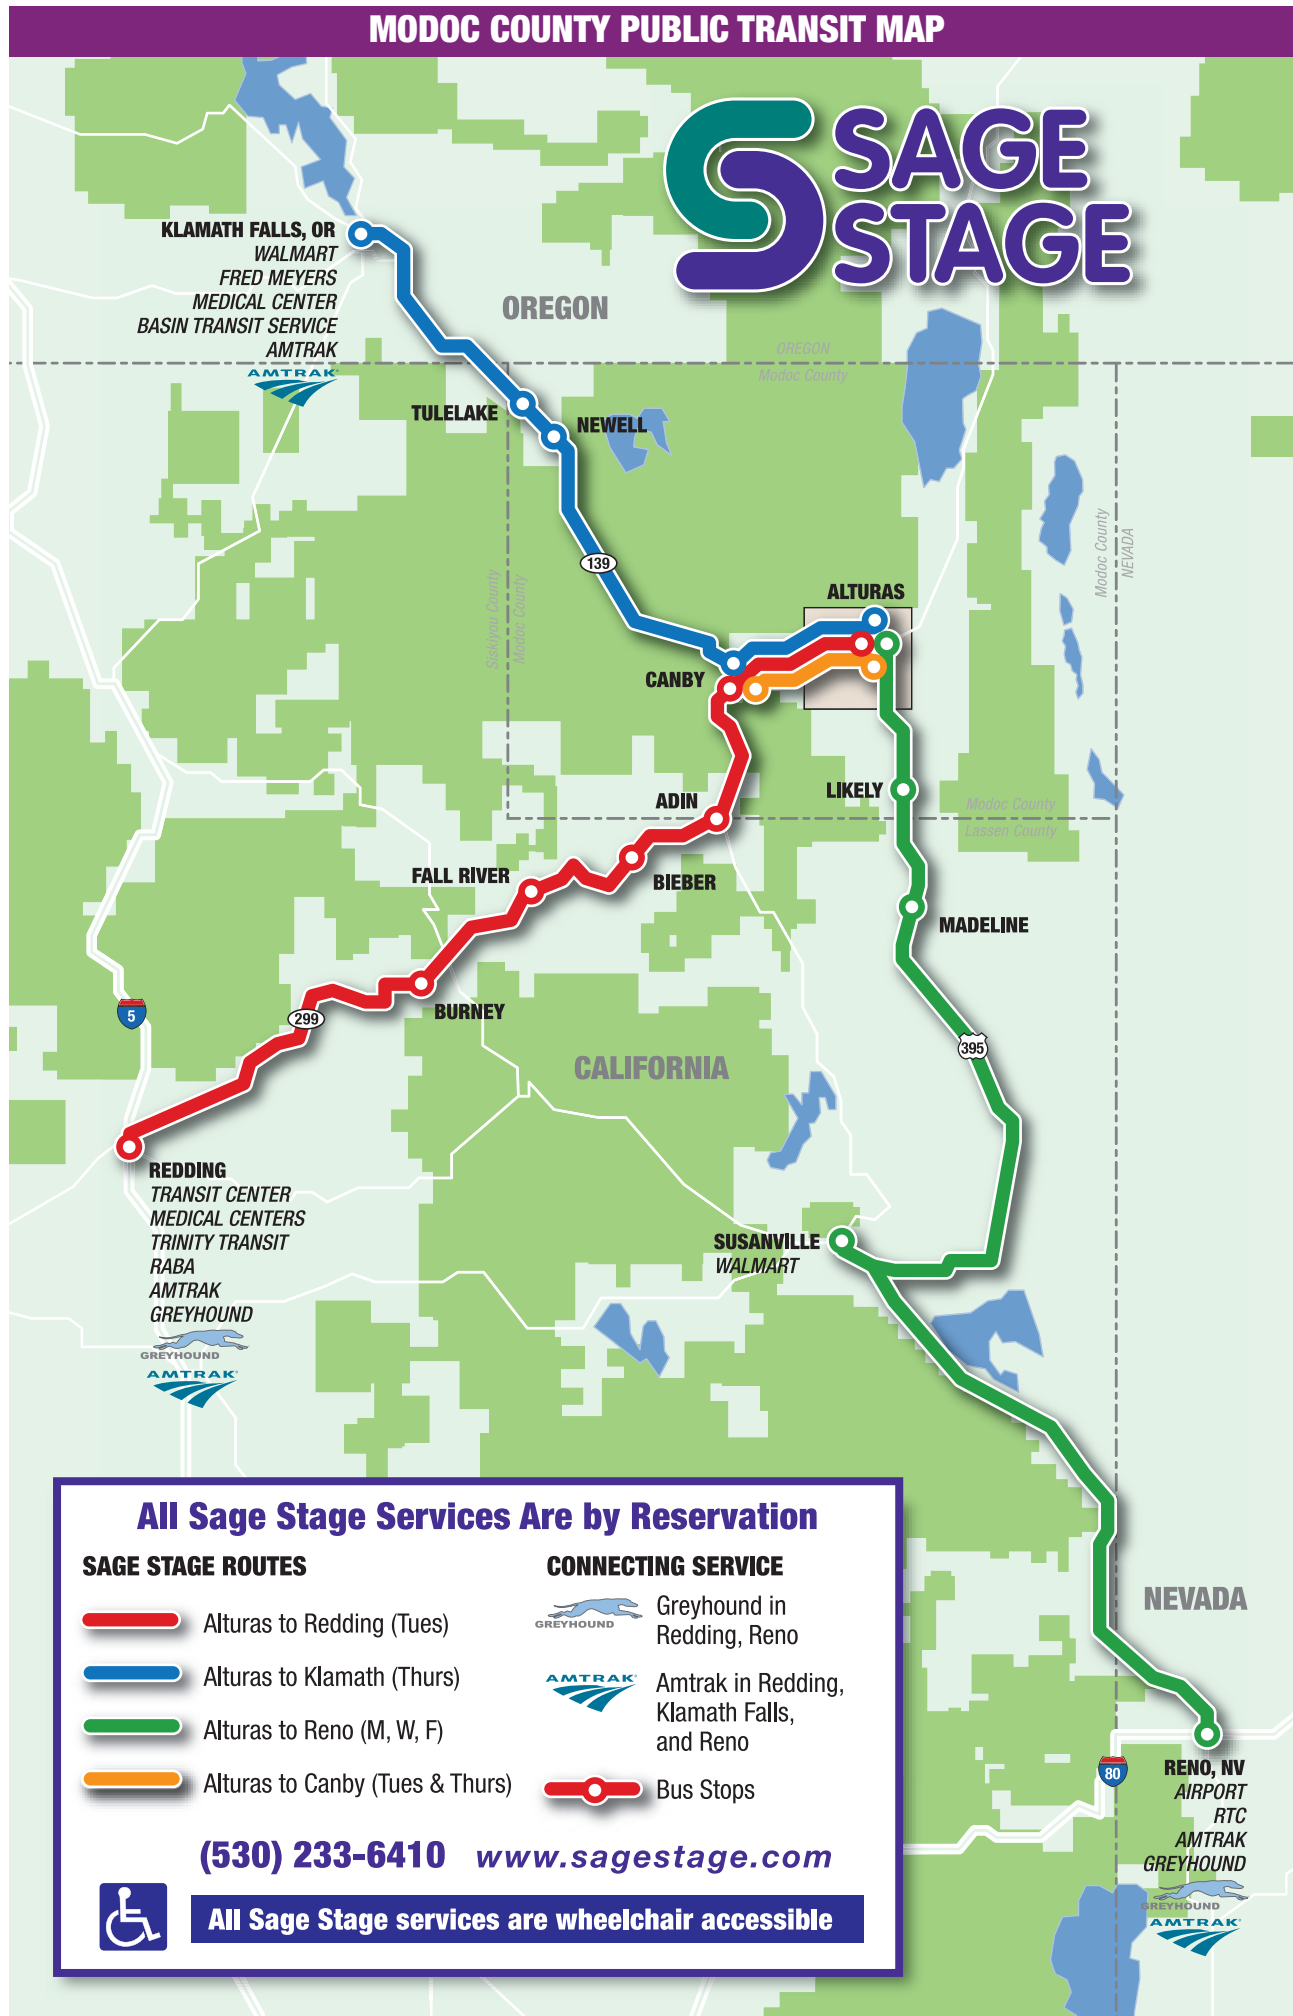 MODOC COUNTY PUBLIC TRANSIT MAP
SAGE
STAGE
KLAMATH FALLS, OR
WALMART
FRED MEYERS
MEDICAL CENTER
BASIN TRANSIT SERVICE
AMTRAK
AMTRAK
OREGON
OREGON
Modoc County
TULELAKE
NEWELL
139
Siskiyou County
Modoc County
Modoc County
NEVADA
ALTURAS
CANBY
LIKELY
ADIN
Modoc County
Lassen County
FALL RIVER
BIEBER
MADELINE
BURNEY
5
299
395
CALIFORNIA
REDDING
TRANSIT CENTER
MEDICAL CENTERS
TRINITY TRANSIT
RABA
AMTRAK
GREYHOUND
GREYHOUND
AMTRAK
SUSANVILLE
WALMART
NEVADA
80
RENO, NV
AIRPORT
RTC
AMTRAK
GREYHOUND
GREYHOUND
AMTRAK
All Sage Stage Services Are by Reservation
SAGE STAGE ROUTES
Alturas to Redding (Tues)
Alturas to Klamath (Thurs)
Alturas to Reno (M, W, F)
Alturas to Canby (Tues & Thurs)
CONNECTING SERVICE
GREYHOUND
Greyhound in
Redding, Reno
AMTRAK
Amtrak in Redding,
Klamath Falls,
and Reno
Bus Stops
(530) 233-6410 www.sagestage.com
All Sage Stage services are wheelchair accessible